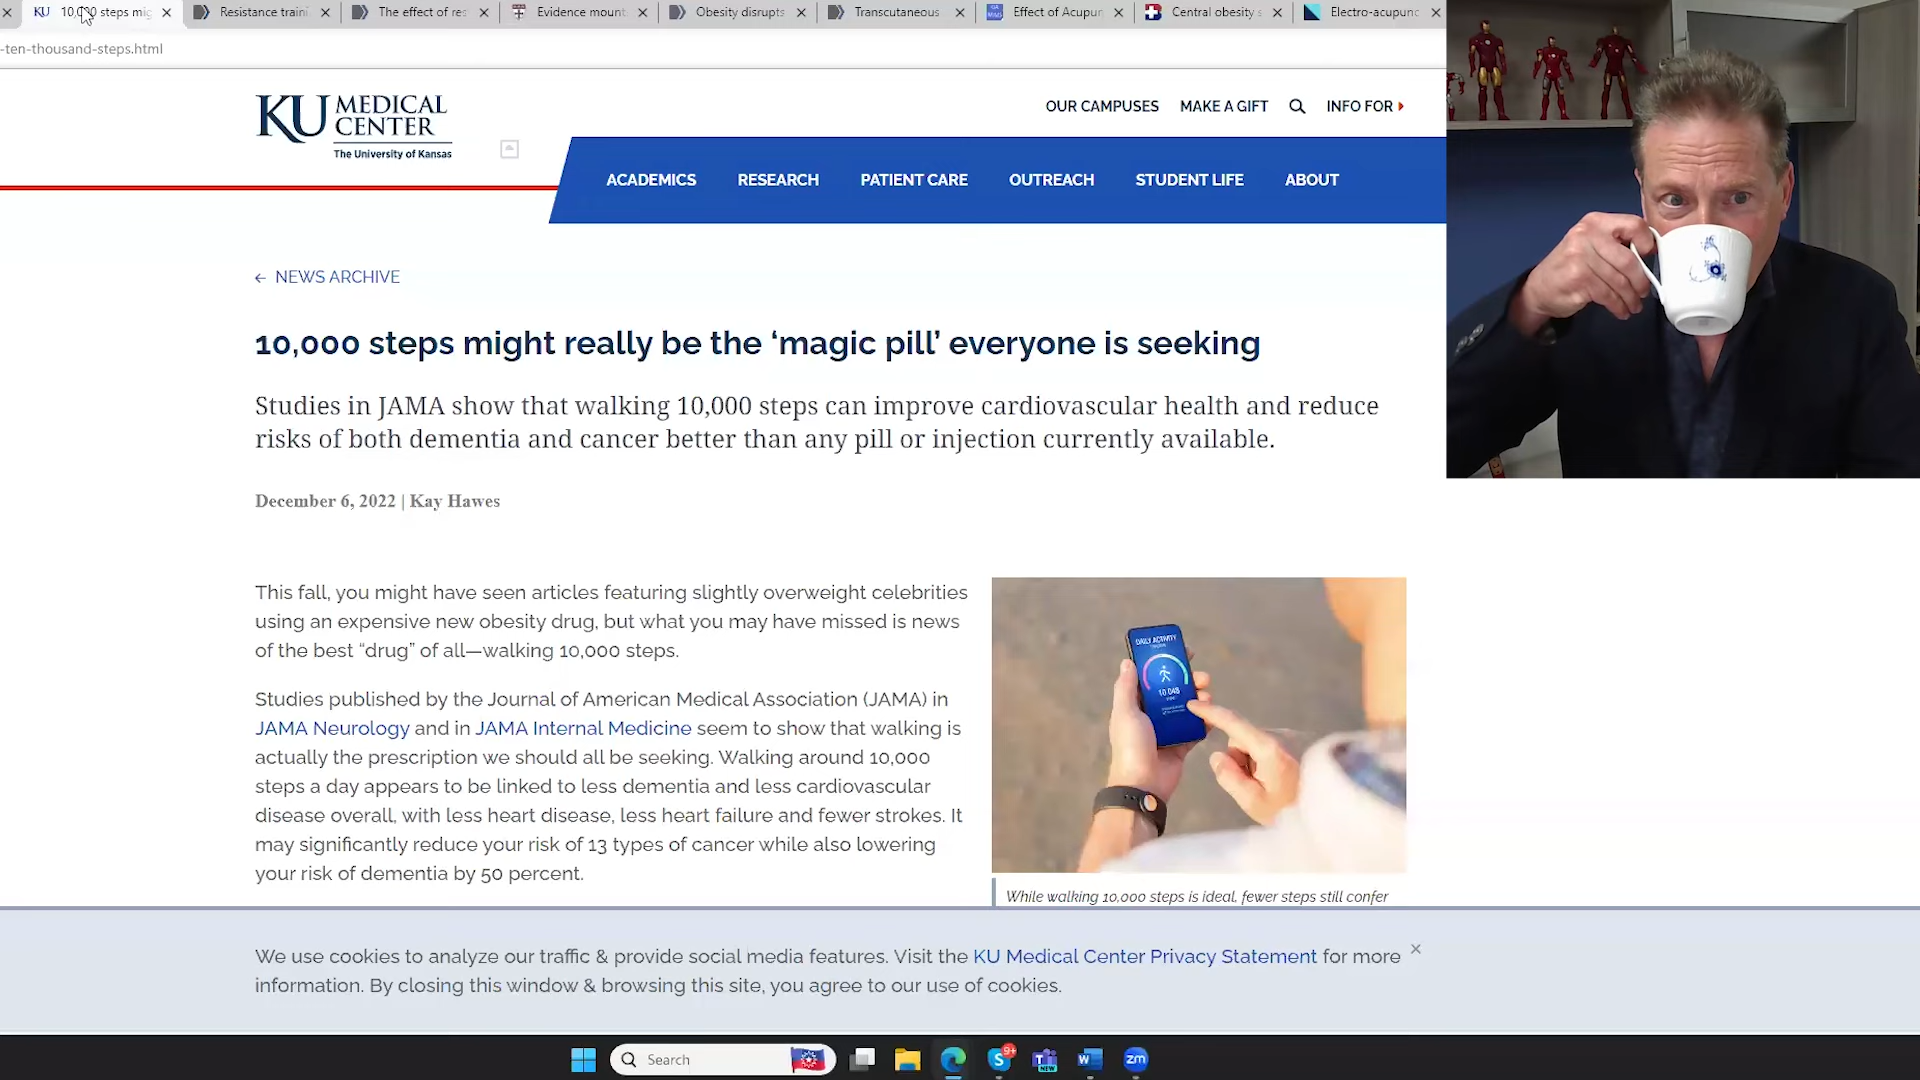 KU 10,000 steps mig
Resistance traini
The effect of res
Evidence mount
Obesity disrupts
Transcutaneous
Effect of Acupun
Central obesity s
Electro-acupunc
-ten-thousand-steps.html
KU MEDICAL CENTER
The University of Kansas
OUR CAMPUSES MAKE A GIFT INFO FOR
ACADEMICS RESEARCH PATIENT CARE OUTREACH STUDENT LIFE ABOUT
← NEWS ARCHIVE
10,000 steps might really be the ‘magic pill’ everyone is seeking
Studies in JAMA show that walking 10,000 steps can improve cardiovascular health and reduce
risks of both dementia and cancer better than any pill or injection currently available.
December 6, 2022 | Kay Hawes
This fall, you might have seen articles featuring slightly overweight celebrities
using an expensive new obesity drug, but what you may have missed is news
of the best “drug” of all—walking 10,000 steps.
Studies published by the Journal of American Medical Association (JAMA) in
JAMA Neurology and in JAMA Internal Medicine seem to show that walking is
actually the prescription we should all be seeking. Walking around 10,000
steps a day appears to be linked to less dementia and less cardiovascular
disease overall, with less heart disease, less heart failure and fewer strokes. It
may significantly reduce your risk of 13 types of cancer while also lowering
your risk of dementia by 50 percent.
DAILY ACTIVITY
10 048
While walking 10,000 steps is ideal, fewer steps still confer
We use cookies to analyze our traffic & provide social media features. Visit the KU Medical Center Privacy Statement for more
information. By closing this window & browsing this site, you agree to our use of cookies.
Search
S
9+
T
NEW
W
zm